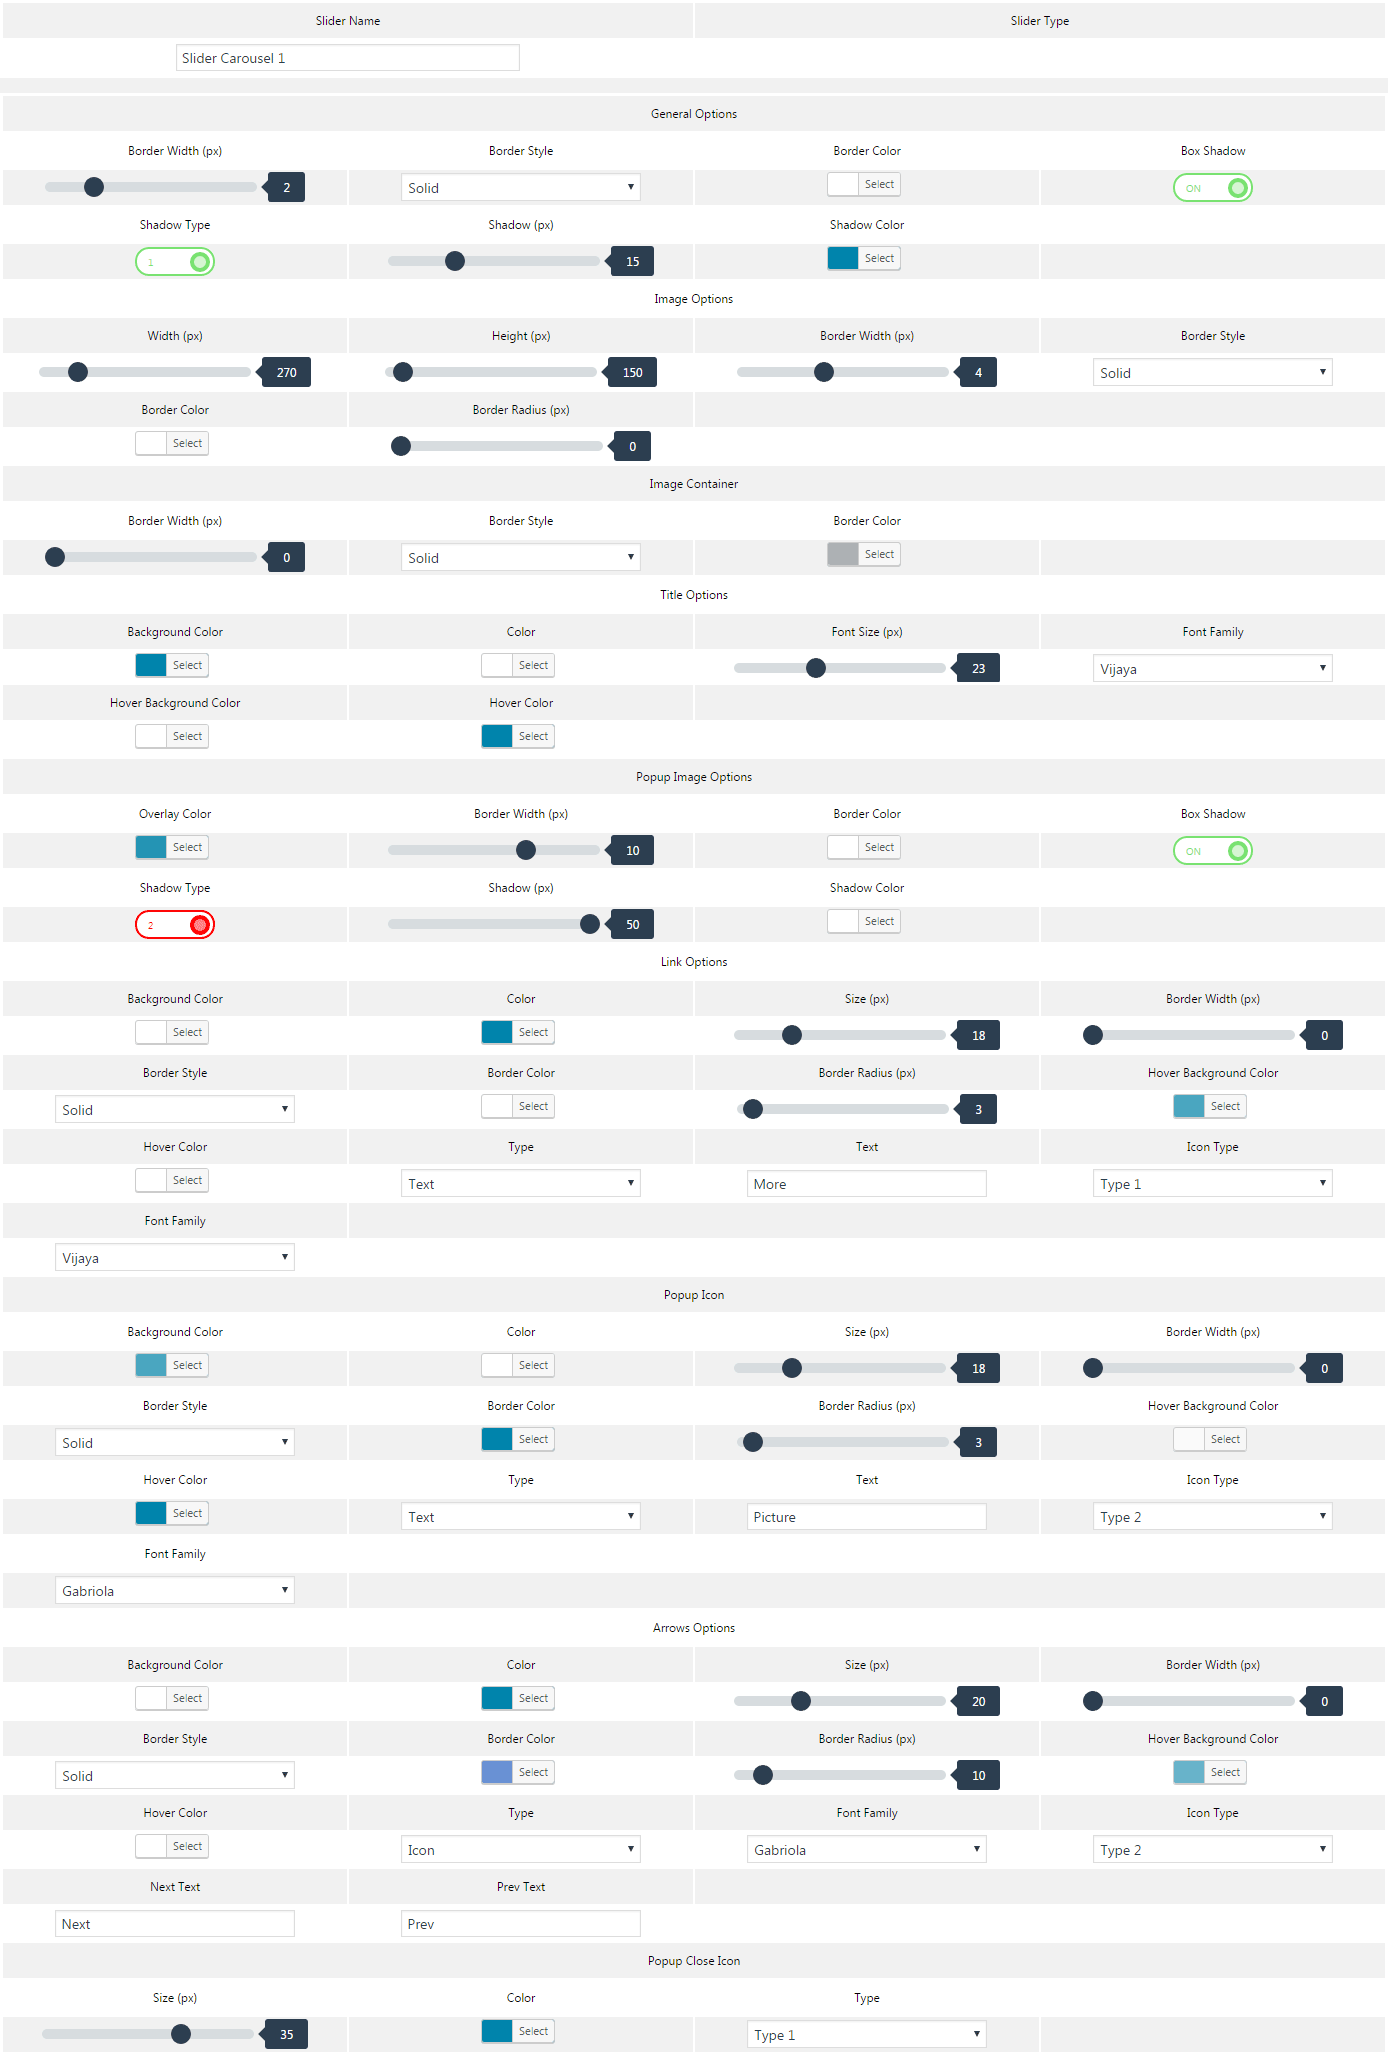 Slider Name Slider Type
Slider Carousel 1
General Options
Border Width (px) Border Style Border Color Box Shadow
2 Solid Select ON
Shadow Type Shadow (px) Shadow Color
1 15 Select
Image Options
Width (px) Height (px) Border Width (px) Border Style
270 150 4 Solid
Border Color Border Radius (px)
Select 0
Image Container
Border Width (px) Border Style Border Color
0 Solid Select
Title Options
Background Color Color Font Size (px) Font Family
Select Select 23 Vijaya
Hover Background Color Hover Color
Select Select
Popup Image Options
Overlay Color Border Width (px) Border Color Box Shadow
Select 10 Select ON
Shadow Type Shadow (px) Shadow Color
2 50 Select
Link Options
Background Color Color Size (px) Border Width (px)
Select Select 18 0
Border Style Border Color Border Radius (px) Hover Background Color
Solid Select 3 Select
Hover Color Type Text Icon Type
Select Text More Type 1
Font Family
Vijaya
Popup Icon
Background Color Color Size (px) Border Width (px)
Select Select 18 0
Border Style Border Color Border Radius (px) Hover Background Color
Solid Select 3 Select
Hover Color Type Text Icon Type
Select Text Picture Type 2
Font Family
Gabriola
Arrows Options
Background Color Color Size (px) Border Width (px)
Select Select 20 0
Border Style Border Color Border Radius (px) Hover Background Color
Solid Select 10 Select
Hover Color Type Font Family Icon Type
Select Icon Gabriola Type 2
Next Text Prev Text
Next Prev
Popup Close Icon
Size (px) Color Type
35 Select Type 1